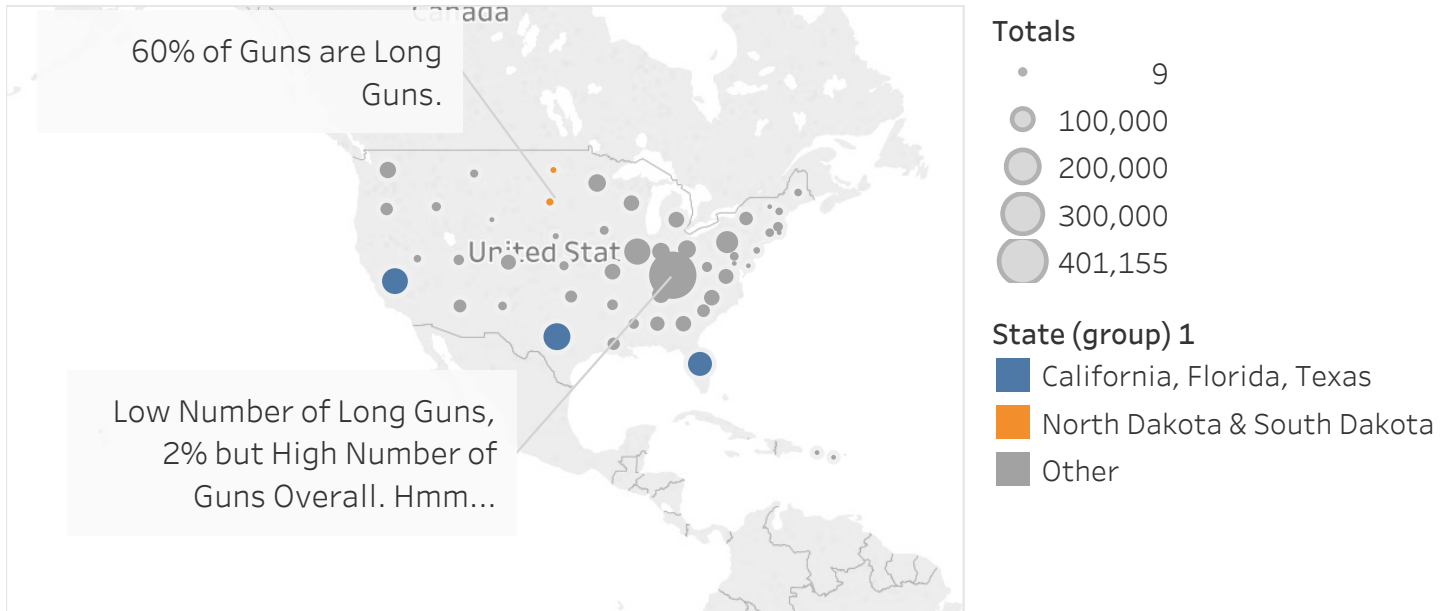 Canada
60% of Guns are Long
Guns.
United Stat
Low Number of Long Guns,
2% but High Number of
Guns Overall. Hmm...
Totals
9
100,000
200,000
300,000
401,155
State (group) 1
California, Florida, Texas
North Dakota & South Dakota
Other